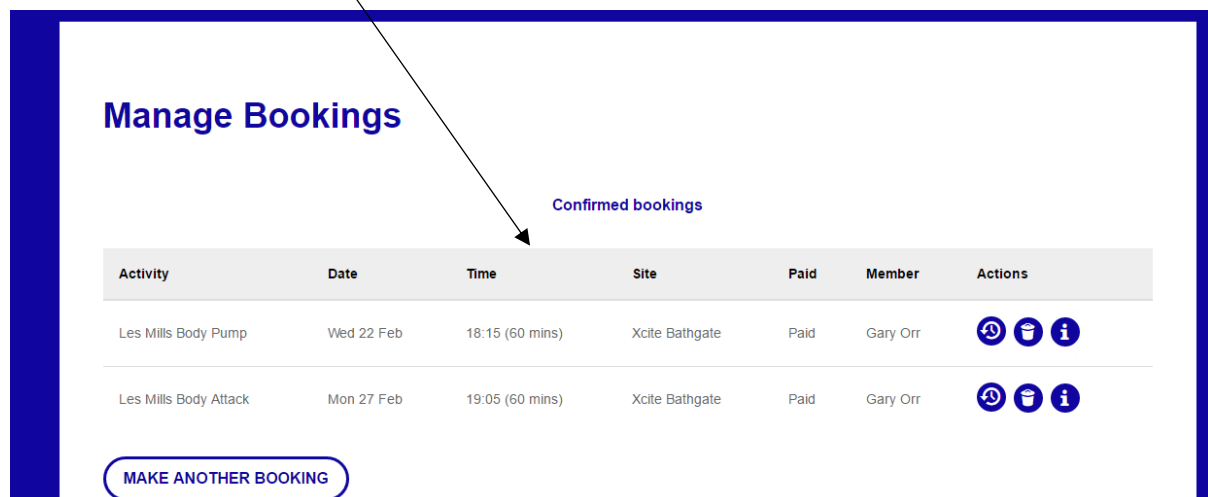 Manage Bookings
Confirmed bookings
Activity Date Time Site Paid Member Actions
Les Mills Body Pump Wed 22 Feb 18:15 (60 mins) Xcite Bathgate Paid Gary Orr
Les Mills Body Attack Mon 27 Feb 19:05 (60 mins) Xcite Bathgate Paid Gary Orr
MAKE ANOTHER BOOKING